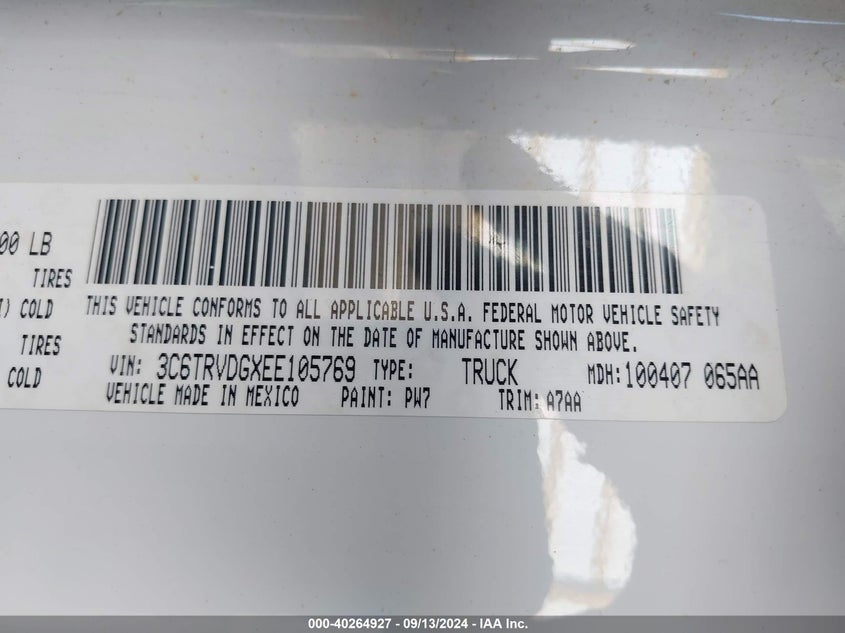 00 LB
TIRES
COLD
THIS VEHICLE CONFORMS TO ALL APPLICABLE U.S.A. FEDERAL MOTOR VEHICLE SAFETY
TIRES
STANDARDS IN EFFECT ON THE DATE OF MANUFACTURE SHOWN ABOVE.
COLD
VIN: 3C6TRVDGXEE105769 TYPE: TRUCK MDH: 100407 065AA
VEHICLE MADE IN MEXICO PAINT: PW7 TRIM: A7AA
000-40264927 - 09/13/2024 - IAA Inc.